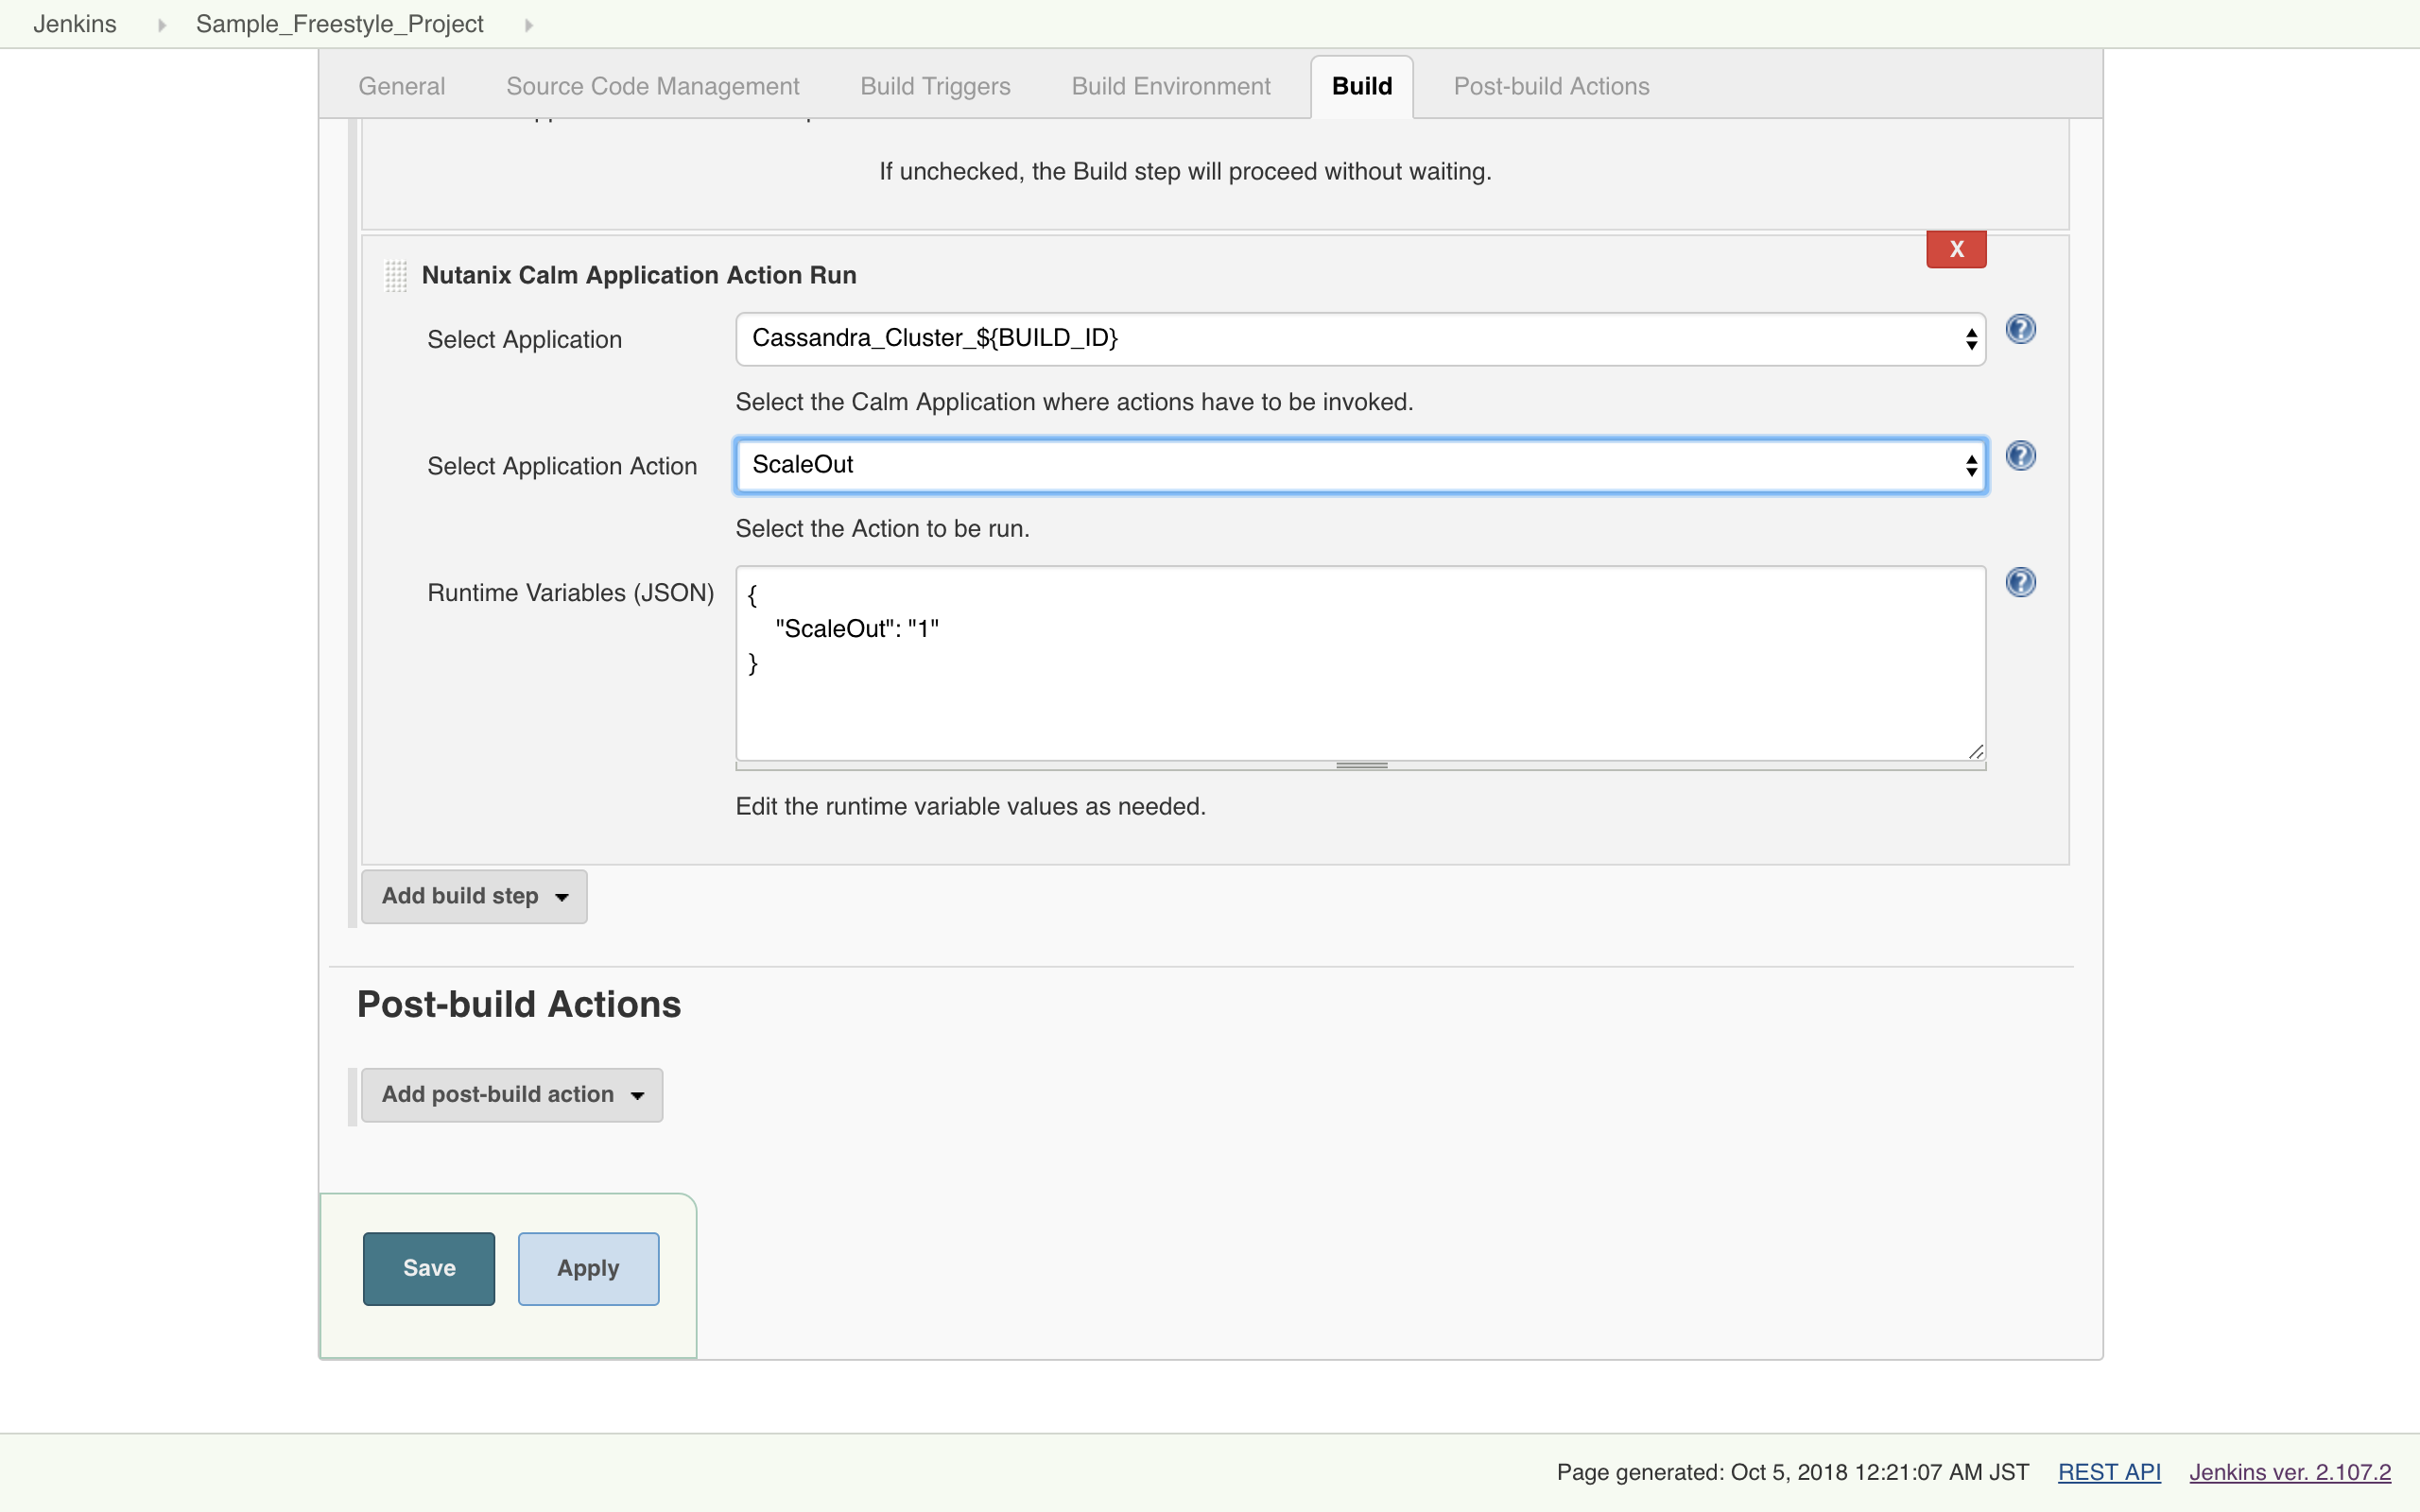 Jenkins Sample_Freestyle_Project
General Source Code Management Build Triggers Build Environment Build Post-build Actions
If unchecked, the Build step will proceed without waiting.
X
Nutanix Calm Application Action Run
Select Application Cassandra_Cluster_${BUILD_ID}
Select the Calm Application where actions have to be invoked.
Select Application Action ScaleOut
Select the Action to be run.
Runtime Variables (JSON) {
"ScaleOut": "1"
}
Edit the runtime variable values as needed.
Add build step
Post-build Actions
Add post-build action
Save Apply
Page generated: Oct 5, 2018 12:21:07 AM JST REST API Jenkins ver. 2.107.2